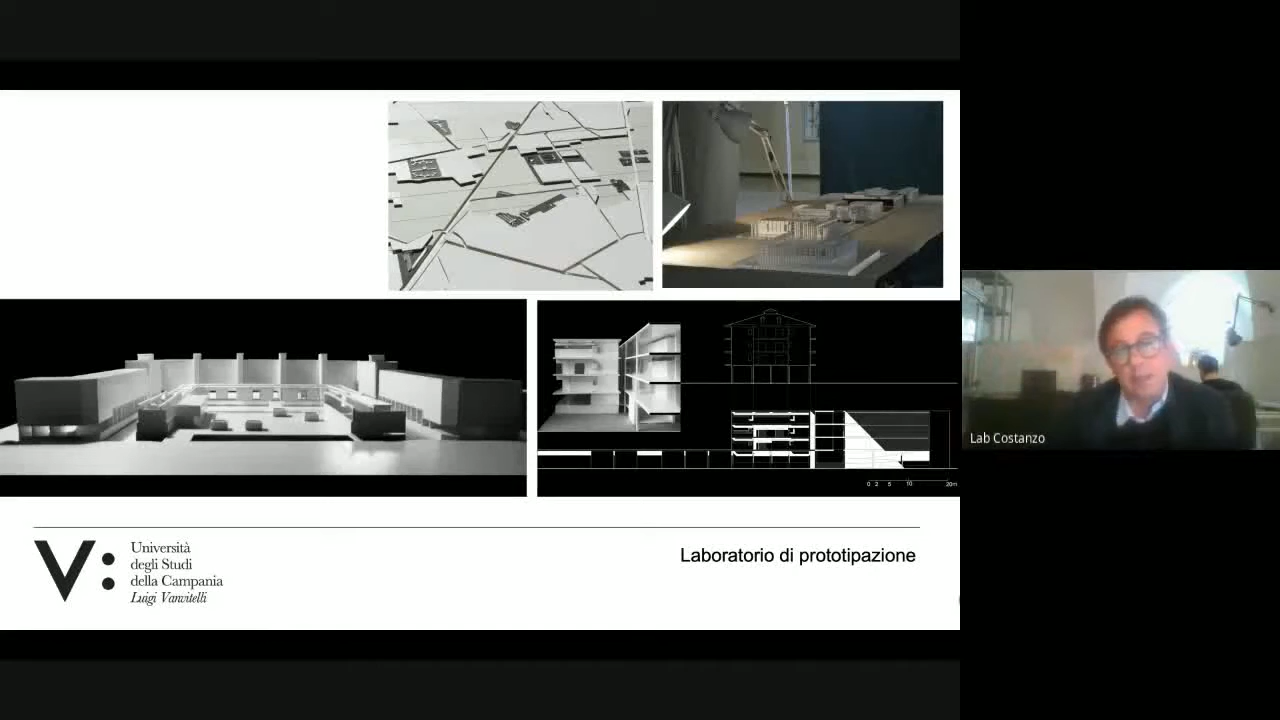 0 2 5 10 20m
Lab Costanzo
V:
Università
degli Studi
della Campania
Luigi Vanvitelli
Laboratorio di prototipazione